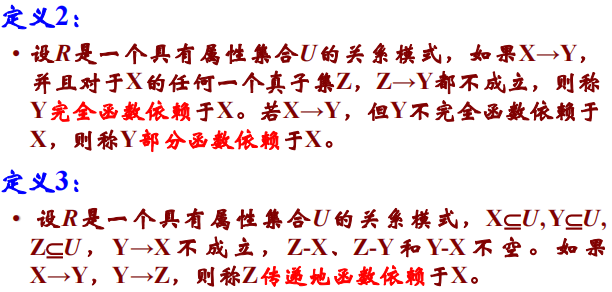 定义2：
• 设R是一个具有属性集合U的关系模式，如果X→Y，
并且对于X的任何一个真子集Z，Z→Y都不成立，则称
Y完全函数依赖于X。若X→Y，但Y不完全函数依赖于
X，则称Y部分函数依赖于X。
定义3：
• 设R是一个具有属性集合U的关系模式，X⊆U,Y⊆U,
Z⊆U，Y→X不成立，Z-X、Z-Y和Y-X不空。如果
X→Y，Y→Z，则称Z传递地函数依赖于X。